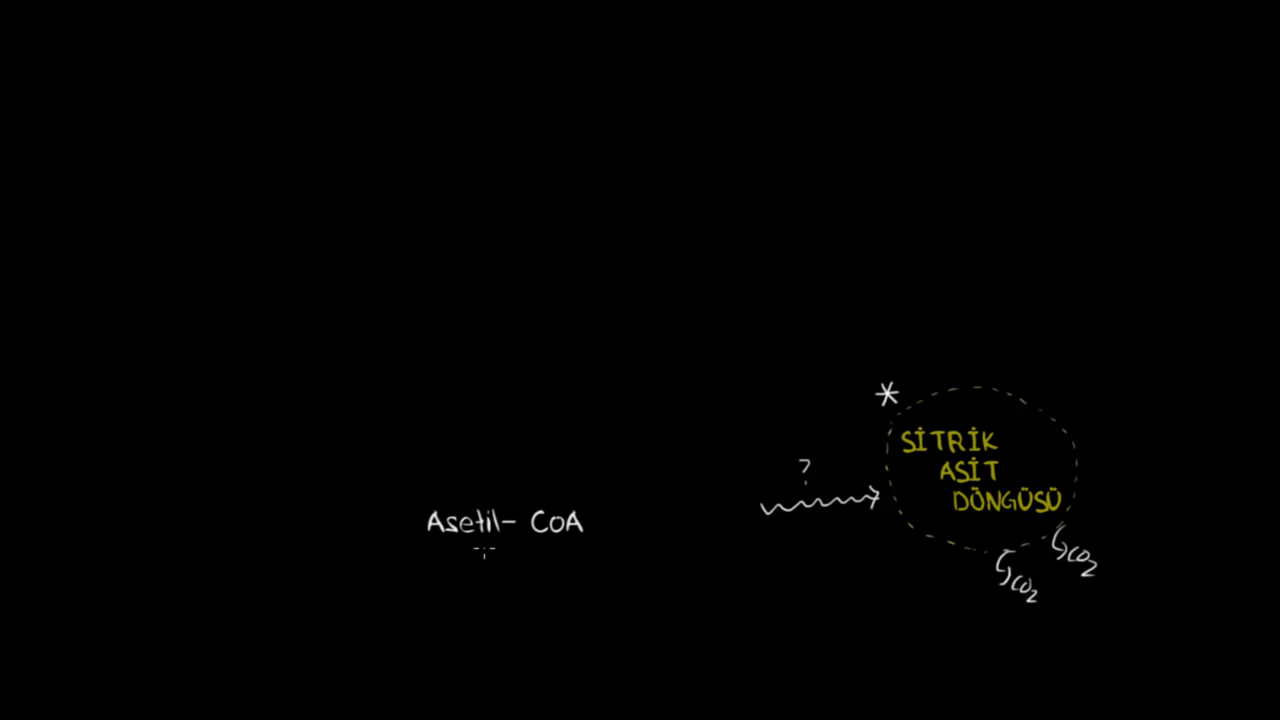 *
SİTRİK
ASİT
DÖNGÜSÜ
?
Asetil- CoA
CO2
CO2